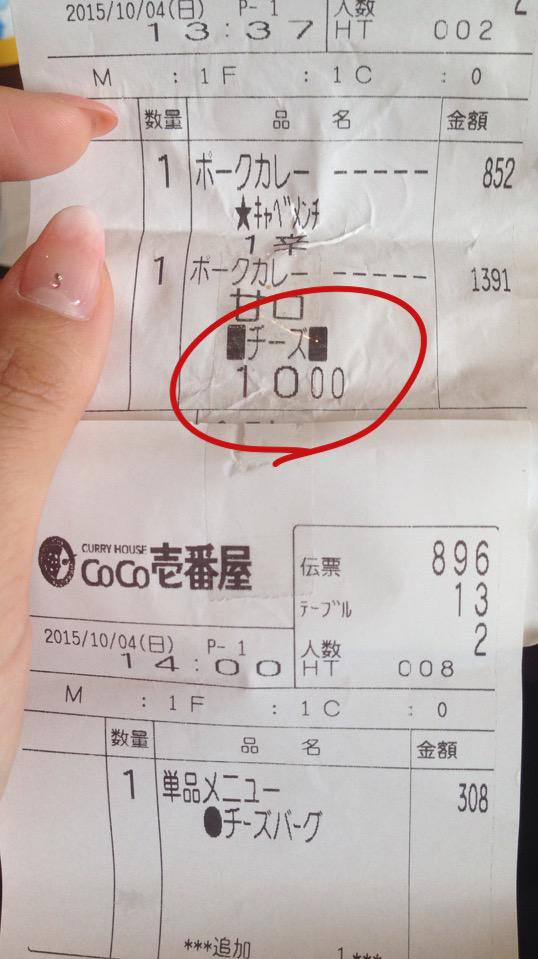 2015/10/04(日) P-1 人数 2
13:37 HT 002
M :1F :1C :0
数量 品名 金額
1 ポークカレー ----- 852
★キャベメンチ
1辛
1 ポークカレー ----- 1391
甘口
■チーズ■
1000
CURRY HOUSE
CoCo壱番屋
伝票 896
テーブル 13
2015/10/04(日) P-1 人数 2
14:00 HT 008
M :1F :1C :0
数量 品名 金額
1 単品メニュー 308
●チーズバーグ
***追加 1***